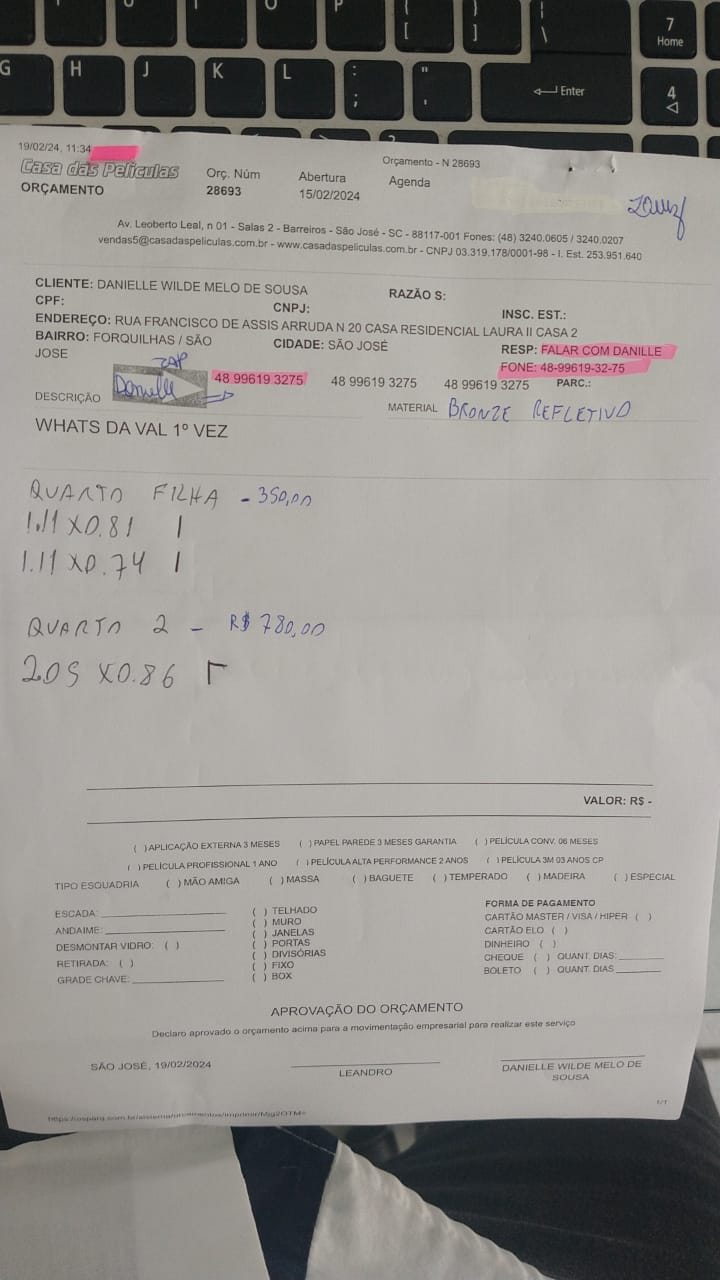 O P { [ } ] | \ 7 Home
G H J K L : ; " ' Enter 4
19/02/24, 11:34
Orçamento - N 28693
Casa das Películas
ORÇAMENTO
Orç. Núm
28693
Abertura
15/02/2024
Agenda
Av. Leoberto Leal, n 01 - Salas 2 - Barreiros - São José - SC - 88117-001 Fones: (48) 3240.0605 / 3240.0207
vendas5@casadaspeliculas.com.br - www.casadaspeliculas.com.br - CNPJ 03.319.178/0001-98 - I. Est. 253.951.640
CLIENTE: DANIELLE WILDE MELO DE SOUSA RAZÃO S:
CPF: CNPJ: INSC. EST.:
ENDEREÇO: RUA FRANCISCO DE ASSIS ARRUDA N 20 CASA RESIDENCIAL LAURA II CASA 2
BAIRRO: FORQUILHAS / SÃO JOSE CIDADE: SÃO JOSÉ RESP: FALAR COM DANILLE
FONE: 48-99619-32-75
ZAP
Danielle 48 99619 3275 48 99619 3275 48 99619 3275 PARC.:
DESCRIÇÃO MATERIAL BRONZE REFLETIVO
WHATS DA VAL 1º VEZ
QUARTO FILHA - 350,00
1.11 X0.81 1
1.11 X0.74 1
QUARTO 2 - R$ 780,00
2.05 X0.86
VALOR: R$ -
( )APLICAÇÃO EXTERNA 3 MESES ( )PAPEL PAREDE 3 MESES GARANTIA ( )PELÍCULA CONV. 06 MESES
( )PELÍCULA PROFISSIONAL 1 ANO ( )PELÍCULA ALTA PERFORMANCE 2 ANOS ( )PELÍCULA 3M 03 ANOS CP
TIPO ESQUADRIA ( ) MÃO AMIGA ( )MASSA ( )BAGUETE ( )TEMPERADO ( )MADEIRA ( )ESPECIAL
ESCADA:
ANDAIME:
DESMONTAR VIDRO: ( )
RETIRADA: ( )
GRADE CHAVE:
( ) TELHADO
( ) MURO
( ) JANELAS
( ) PORTAS
( ) DIVISÓRIAS
( ) FIXO
( ) BOX
FORMA DE PAGAMENTO
CARTÃO MASTER / VISA / HIPER ( )
CARTÃO ELO ( )
DINHEIRO ( )
CHEQUE ( ) QUANT. DIAS:
BOLETO ( ) QUANT. DIAS
APROVAÇÃO DO ORÇAMENTO
Declaro aprovado o orçamento acima para a movimentação empresarial para realizar este serviço
SÃO JOSÉ, 19/02/2024
LEANDRO
DANIELLE WILDE MELO DE
SOUSA
1/1